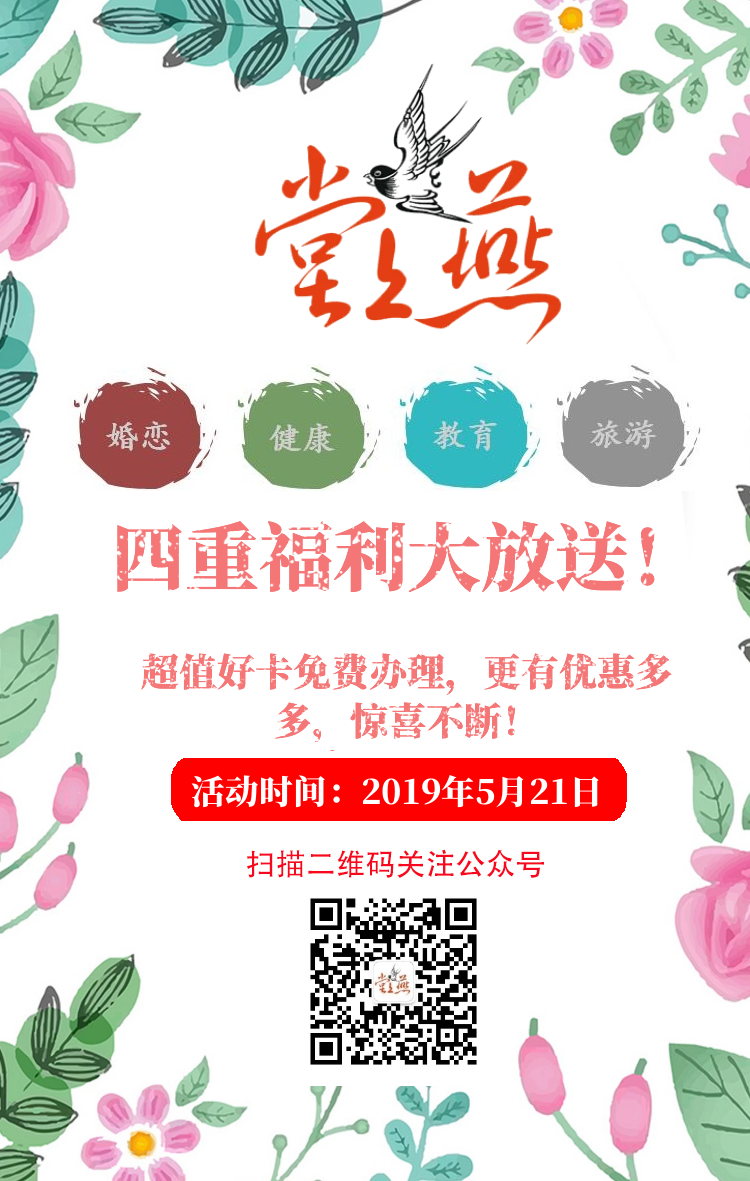 堂上燕
婚恋 健康 教育 旅游
四重福利大放送！
超值好卡免费办理，更有优惠多
多，惊喜不断！
活动时间：2019年5月21日
扫描二维码关注公众号